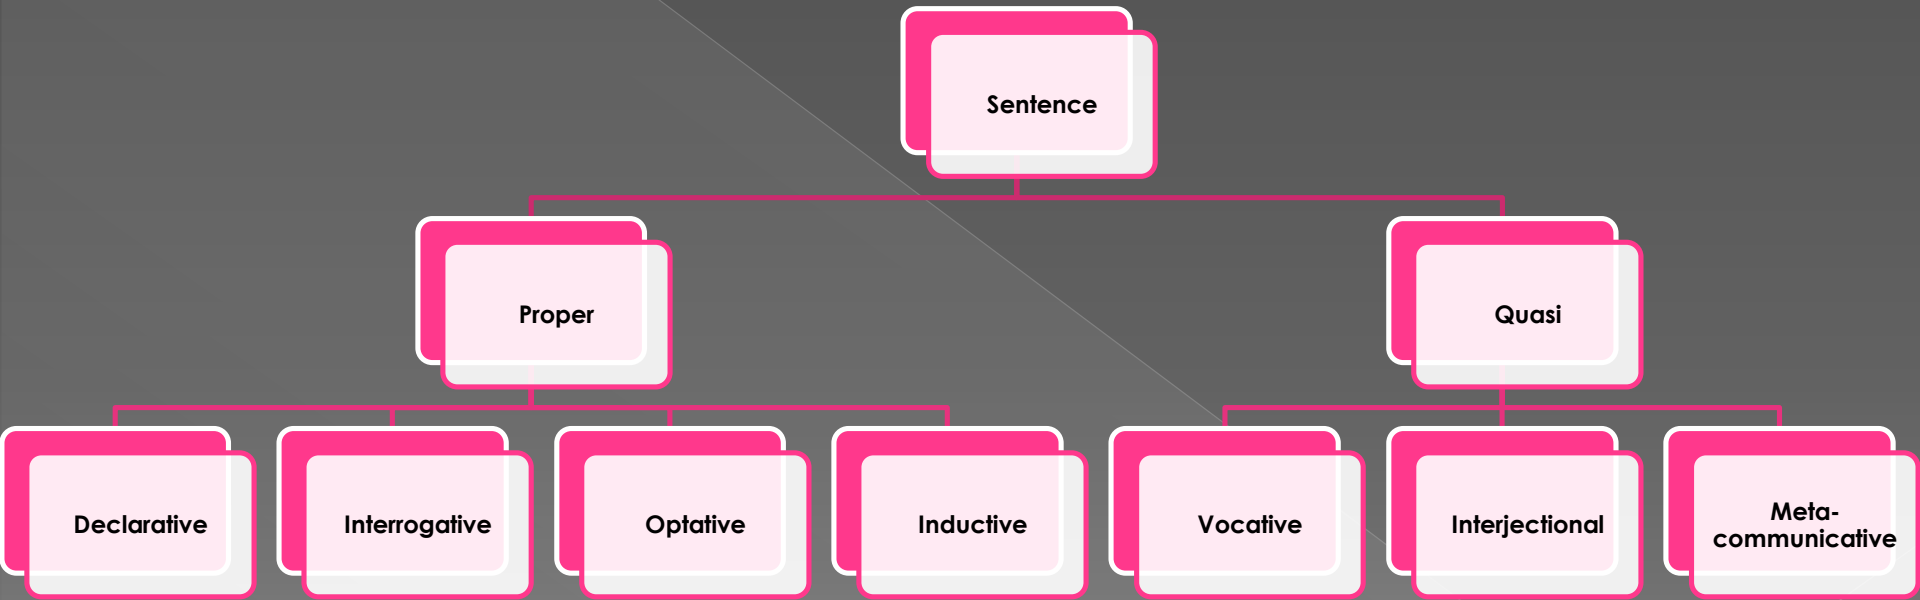 Sentence
Proper
Quasi
Declarative
Interrogative
Optative
Inductive
Vocative
Interjectional
Meta-
communicative